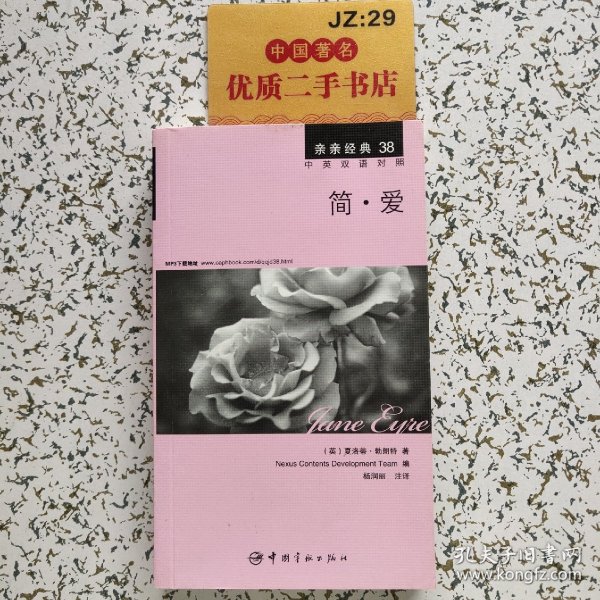 JZ:29
中国著名
优质二手书店
亲亲经典 38
中英双语对照
简·爱
MP3下载地址 www.caphbook.com/d/qqjd38.html
Jane Eyre
(英)夏洛蒂·勃朗特 著
Nexus Contents Development Team 编
杨润丽 注译
中国宇航出版社
孔夫子旧书网
www.kongfz.com